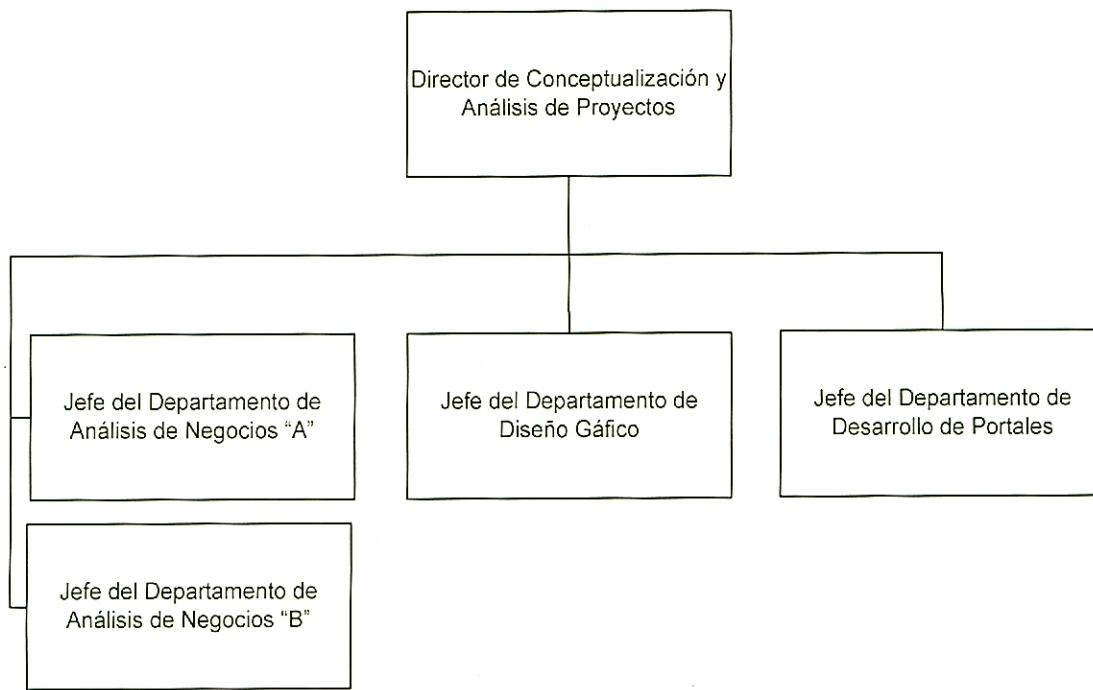 Director de Conceptualización y
Análisis de Proyectos
Jefe del Departamento de
Análisis de Negocios “A”
Jefe del Departamento de
Diseño Gáfico
Jefe del Departamento de
Desarrollo de Portales
Jefe del Departamento de
Análisis de Negocios “B”